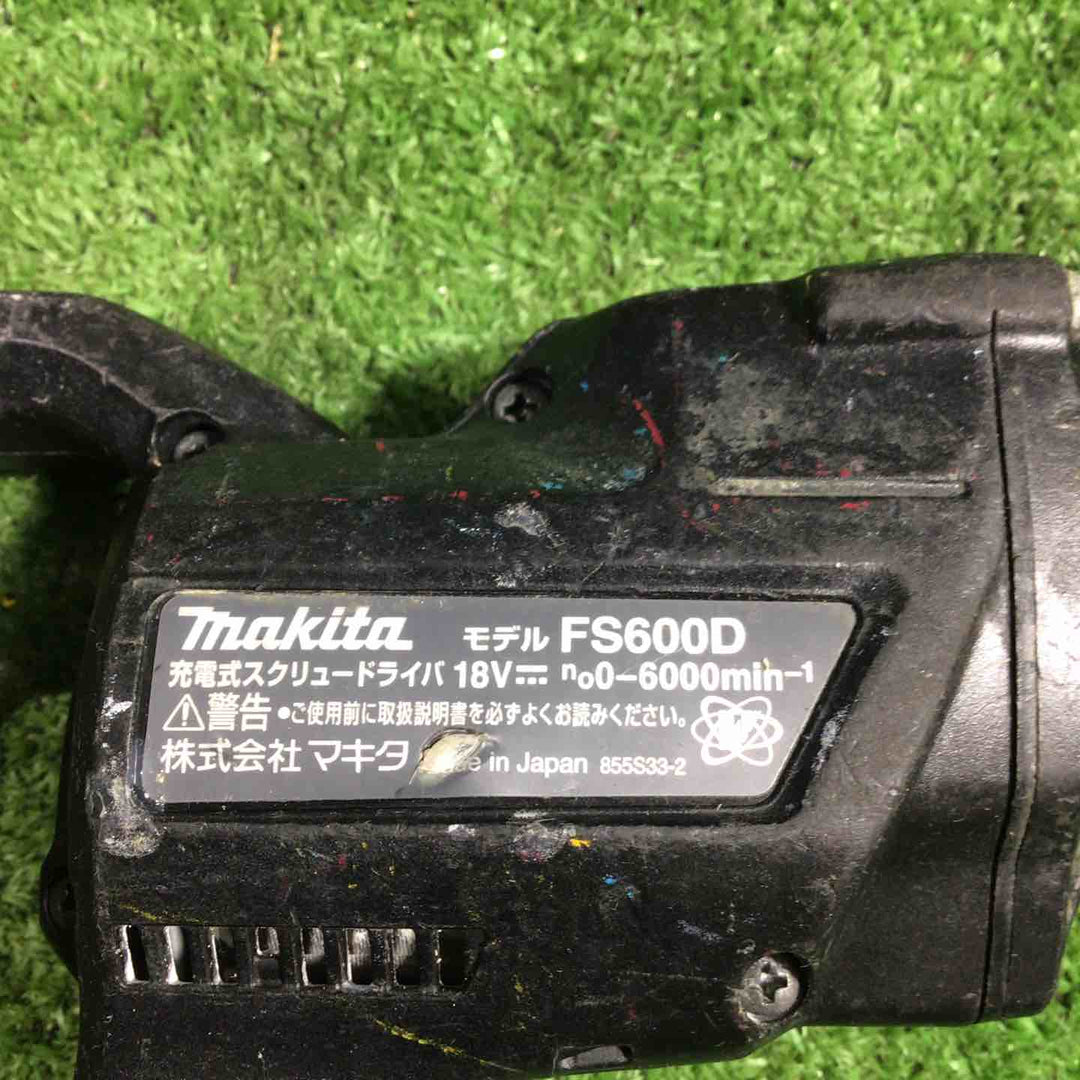 makita モデル FS600D
充電式スクリュードライバ 18V⎓ n₀0-6000min⁻¹
⚠警告 ●ご使用前に取扱説明書を必ずよくお読みください。
株式会社 マキタ in Japan 855S33-2